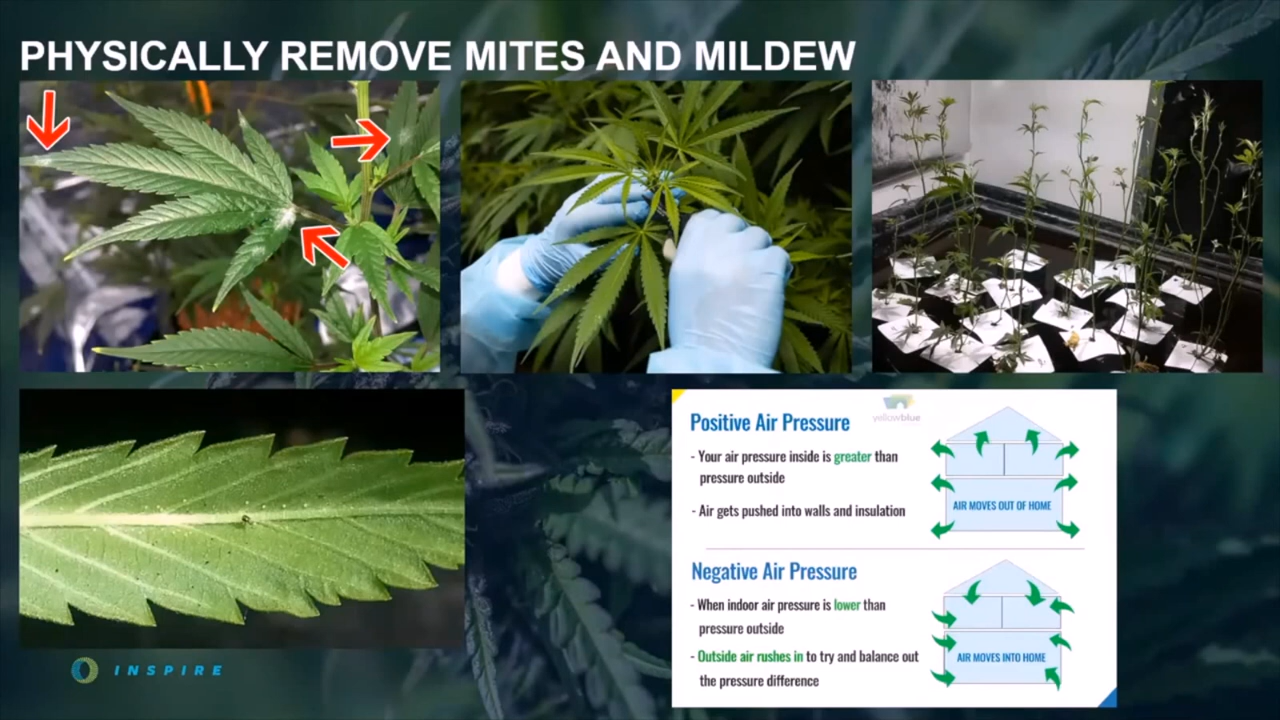 PHYSICALLY REMOVE MITES AND MILDEW
yellowblue
Positive Air Pressure
- Your air pressure inside is greater than
pressure outside
- Air gets pushed into walls and insulation
AIR MOVES OUT OF HOME
Negative Air Pressure
- When indoor air pressure is lower than
pressure outside
- Outside air rushes in to try and balance out
the pressure difference
AIR MOVES INTO HOME
INSPIRE